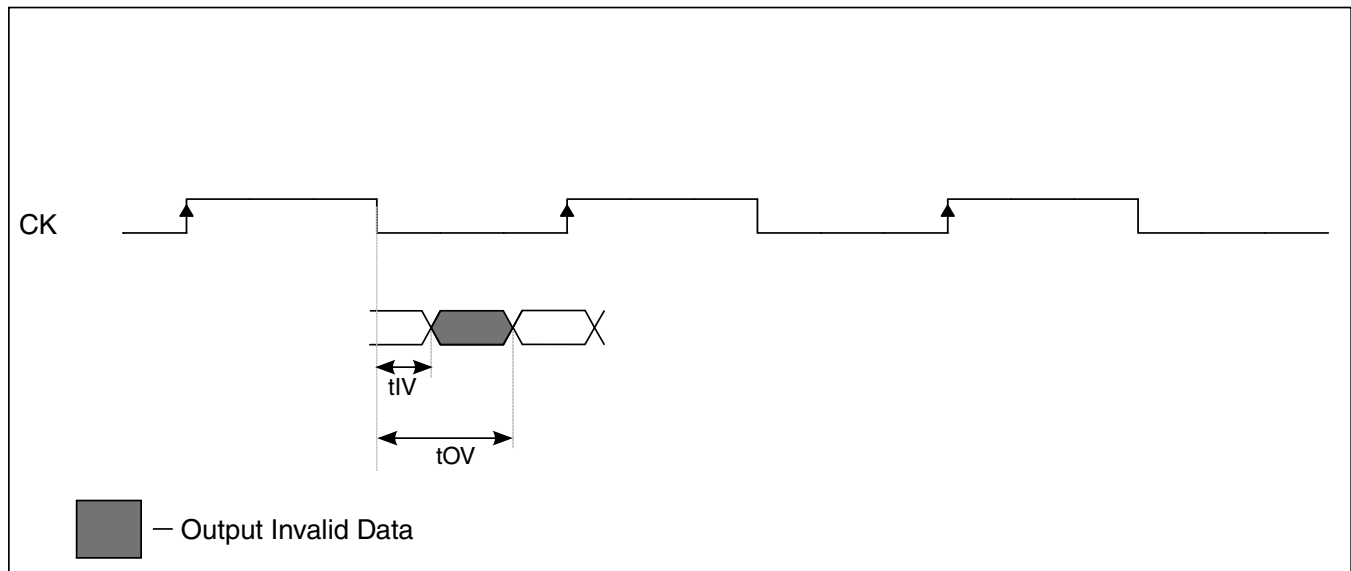 CK
tIV
tOV
– Output Invalid Data